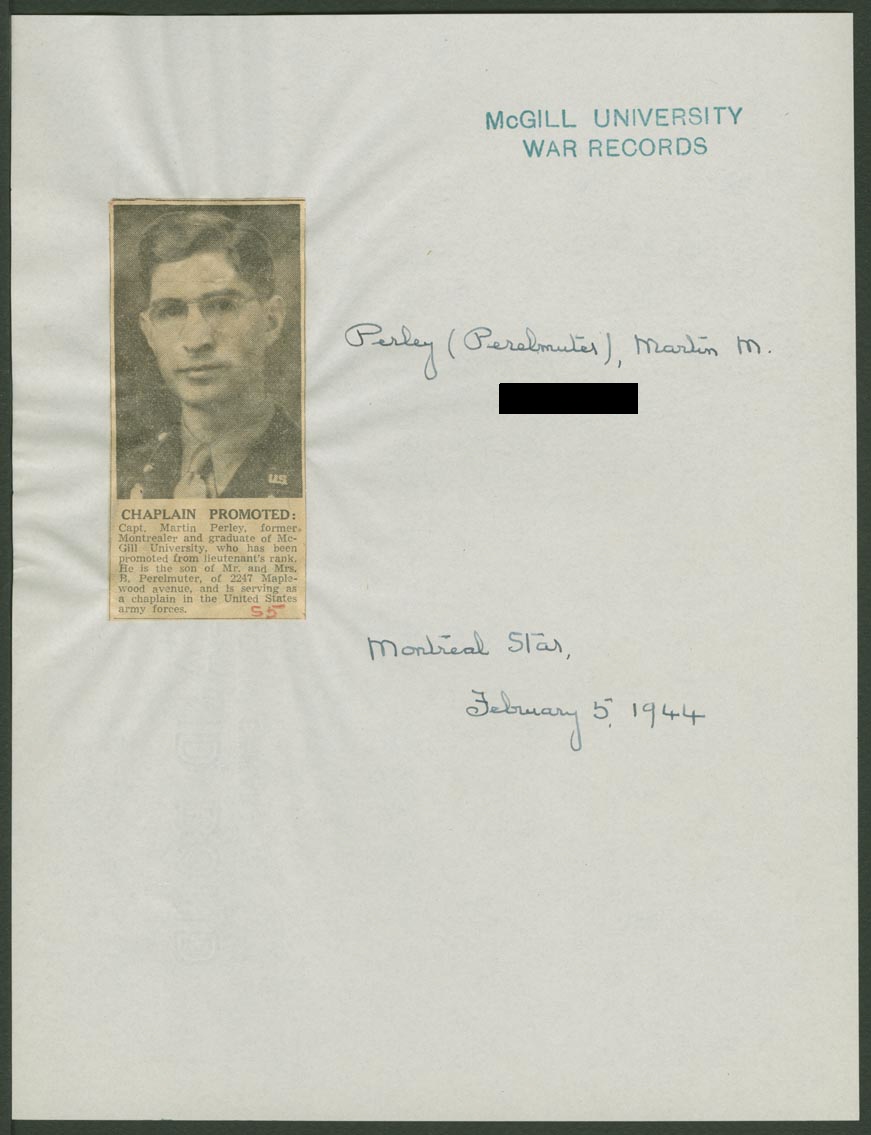 McGILL UNIVERSITY
WAR RECORDS
Perley (Perelmuter), Martin M.
US
CHAPLAIN PROMOTED:
Capt. Martin Perley, former
Montrealer and graduate of Mc-
Gill University, who has been
promoted from lieutenant's rank.
He is the son of Mr. and Mrs.
B. Perelmuter, of 2247 Maple-
wood avenue, and is serving as
a chaplain in the United States
army forces.
S5
Montreal Star,
February 5, 1944